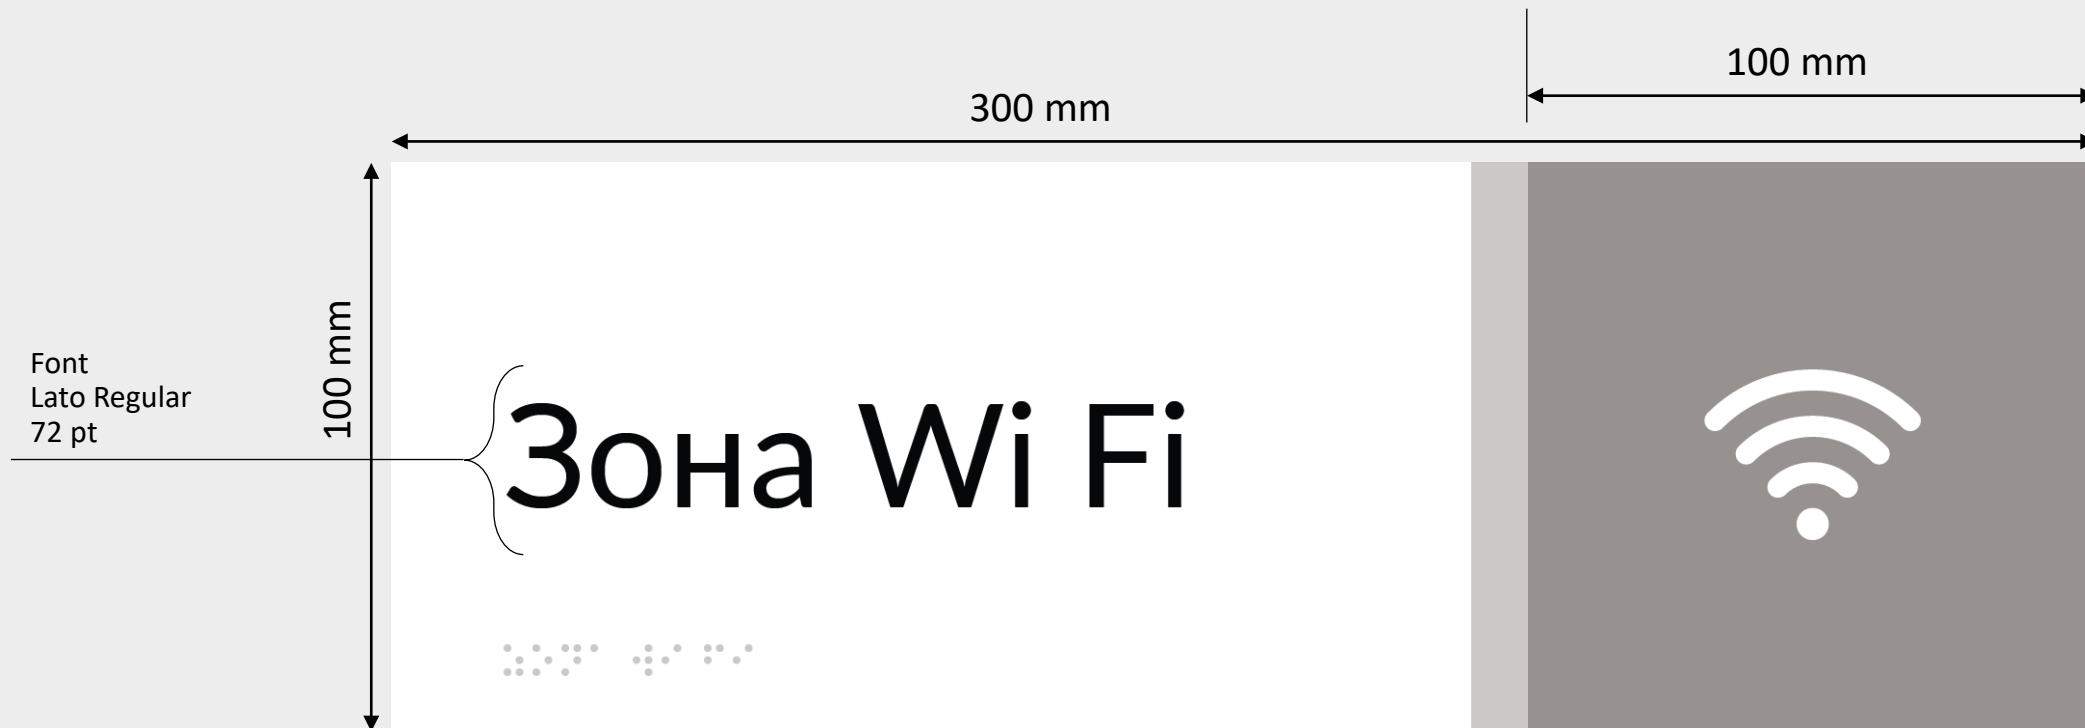 100 mm
300 mm
100 mm
Font
Lato Regular
72 pt
Зона Wi Fi
⠵⠕⠝⠁ ⠺⠊ ⠋⠊